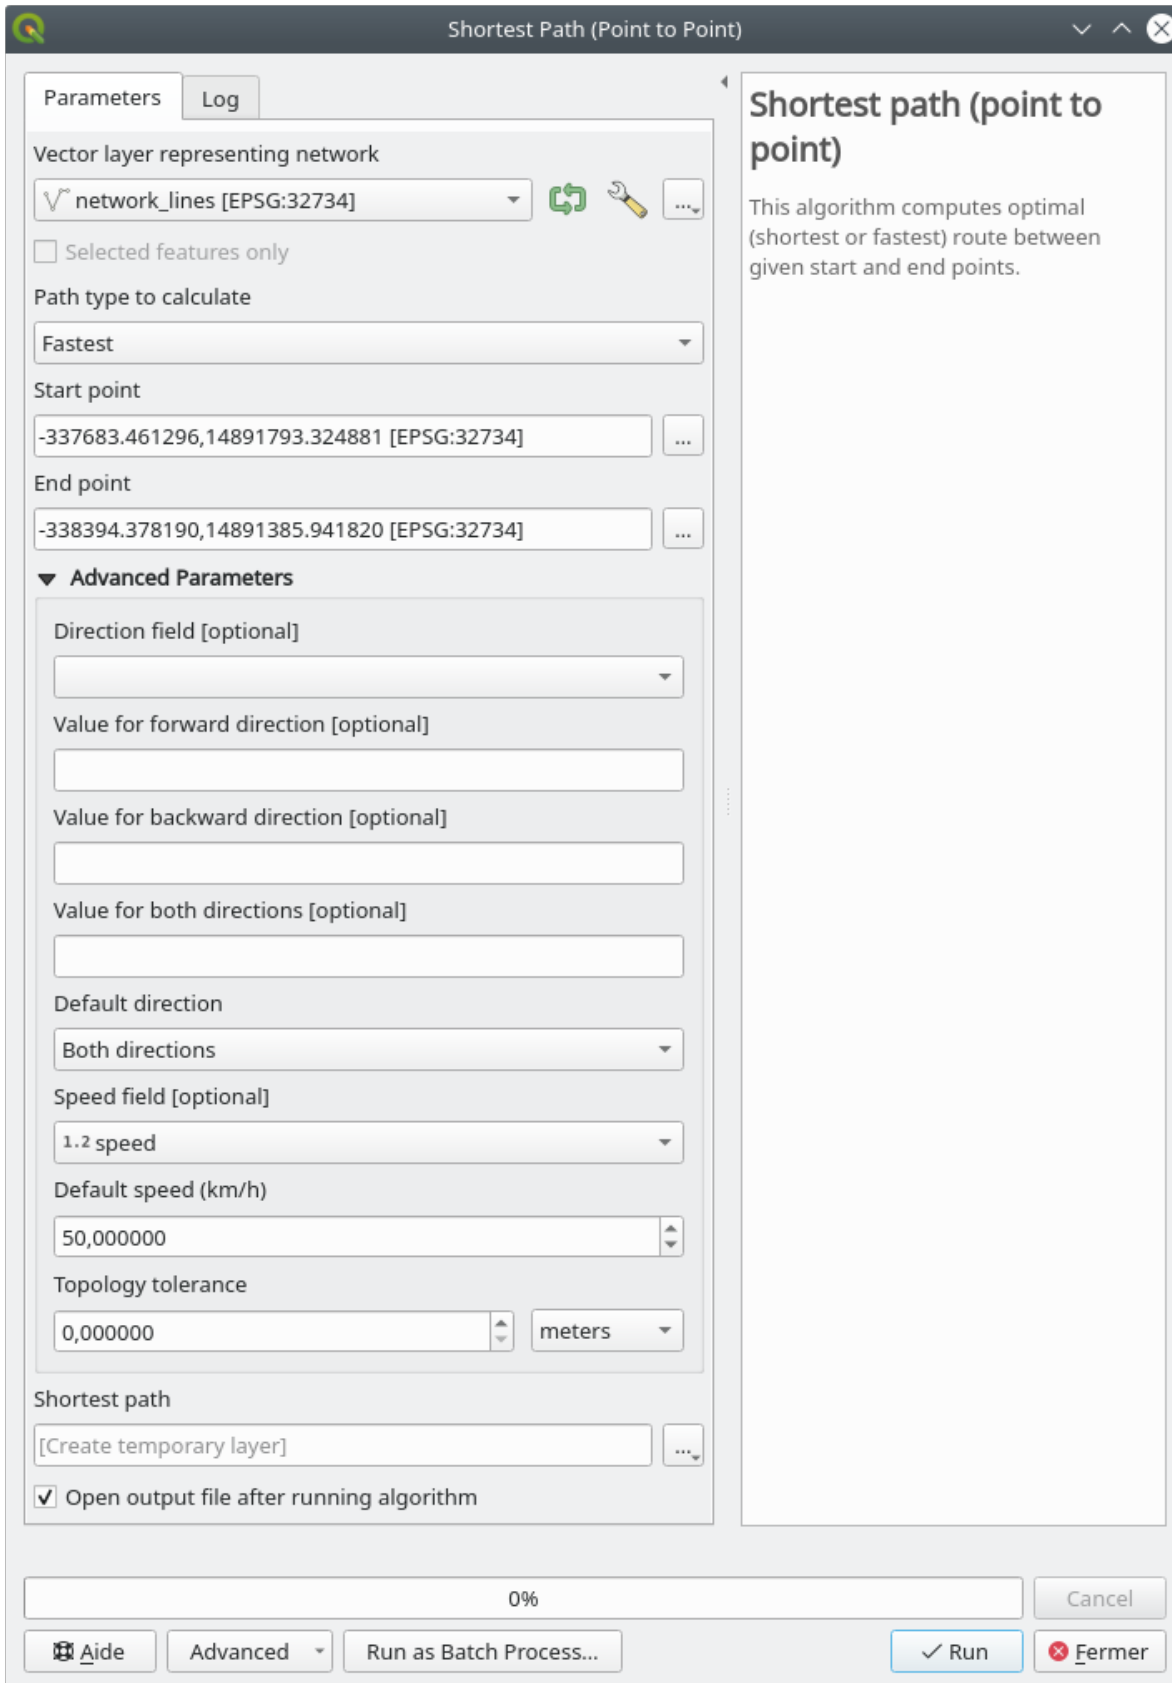 Shortest Path (Point to Point)
Parameters
Log
Vector layer representing network
network_lines [EPSG:32734]
...
Selected features only
Path type to calculate
Fastest
Start point
-337683.461296,14891793.324881 [EPSG:32734]
...
End point
-338394.378190,14891385.941820 [EPSG:32734]
...
Advanced Parameters
Direction field [optional]
Value for forward direction [optional]
Value for backward direction [optional]
Value for both directions [optional]
Default direction
Both directions
Speed field [optional]
1.2 speed
Default speed (km/h)
50,000000
Topology tolerance
0,000000
meters
Shortest path
[Create temporary layer]
...
Open output file after running algorithm
Shortest path (point to
point)
This algorithm computes optimal
(shortest or fastest) route between
given start and end points.
0%
Cancel
Aide
Advanced
Run as Batch Process...
Run
Fermer